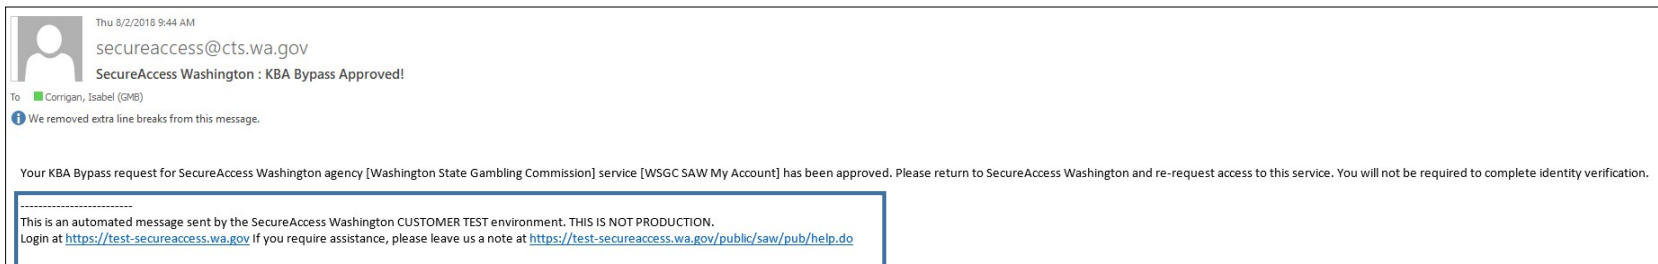 Thu 8/2/2018 9:44 AM
secureaccess@cts.wa.gov
SecureAccess Washington : KBA Bypass Approved!
To Corrigan, Isabel (GMB)
We removed extra line breaks from this message.
Your KBA Bypass request for SecureAccess Washington agency [Washington State Gambling Commission] service [WSGC SAW My Account] has been approved. Please return to SecureAccess Washington and re-request access to this service. You will not be required to complete identity verification.
-------------------------
This is an automated message sent by the SecureAccess Washington CUSTOMER TEST environment. THIS IS NOT PRODUCTION.
Login at https://test-secureaccess.wa.gov If you require assistance, please leave us a note at https://test-secureaccess.wa.gov/public/saw/pub/help.do